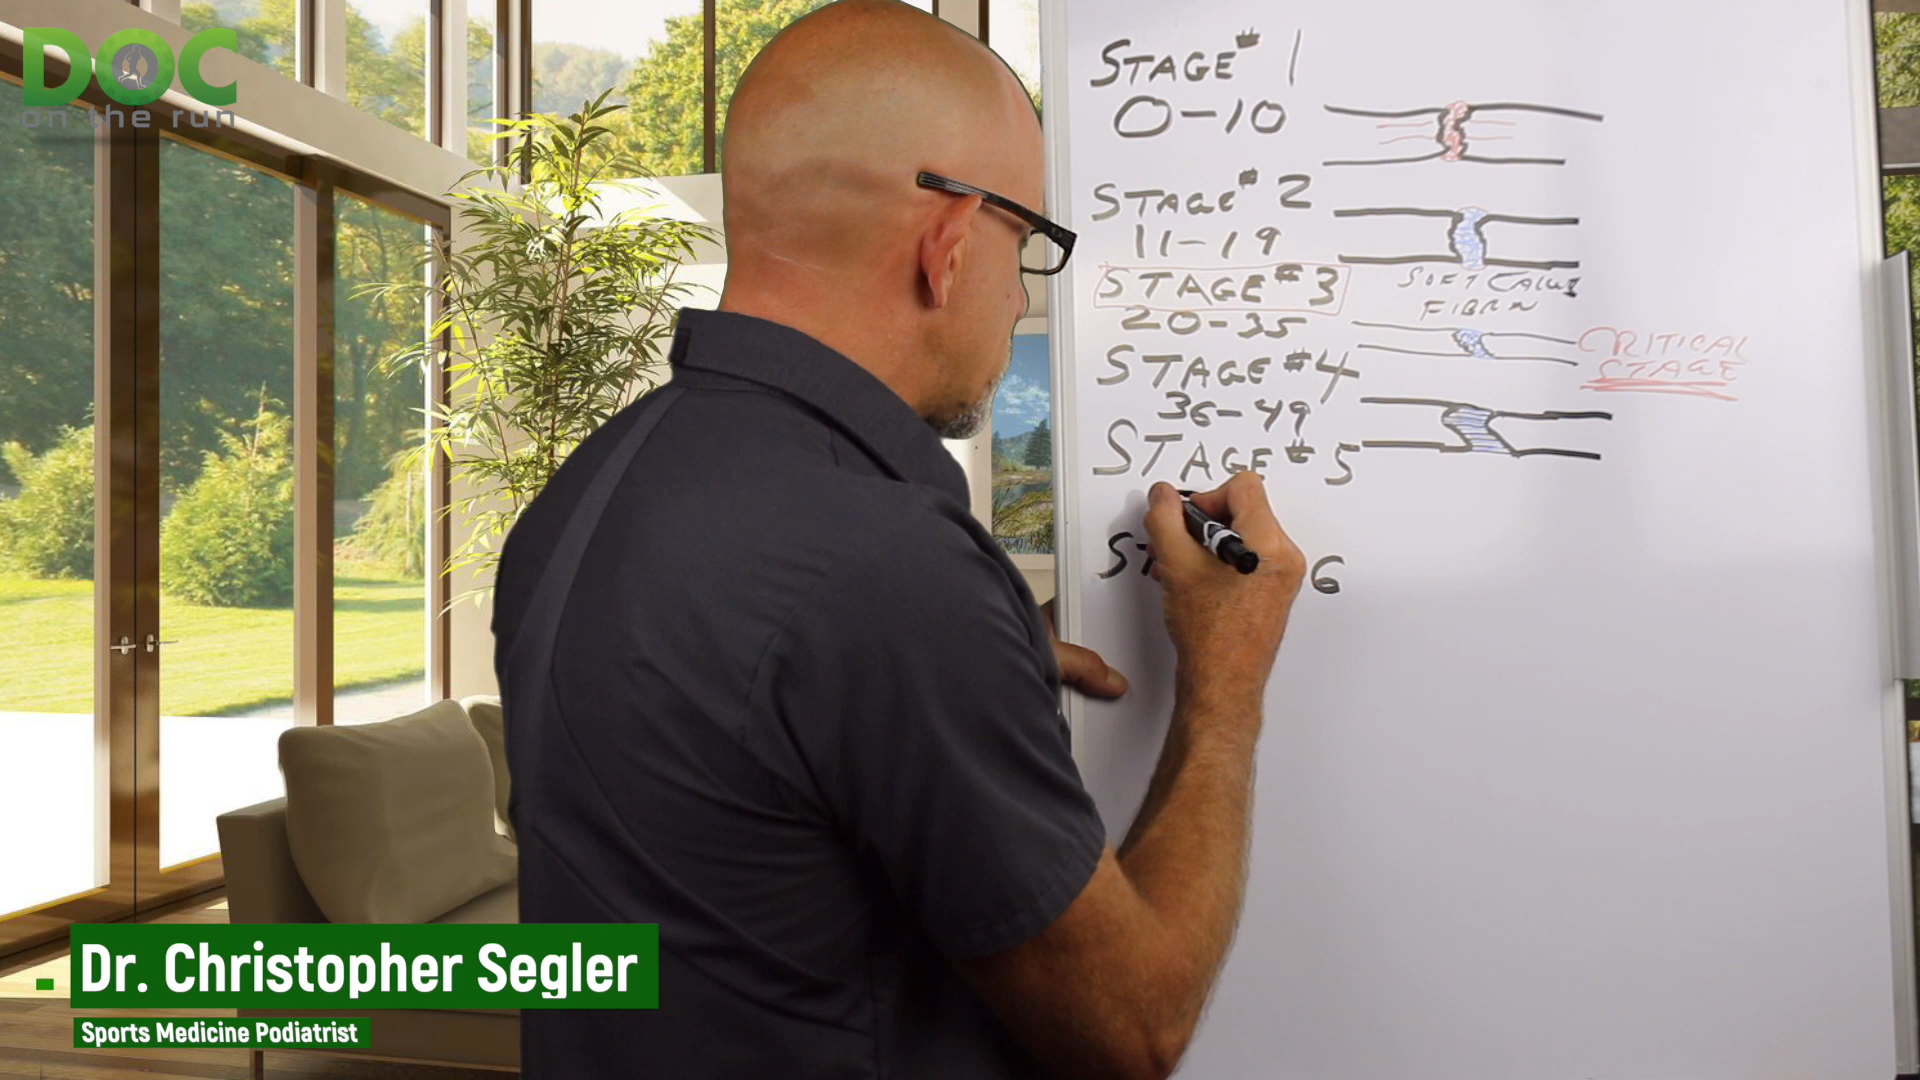 DOC
on the run
STAGE # 1
0-10
STAGE # 2
11-19
SOFT CALLUS
FIBRIN
STAGE # 3
20-35
CRITICAL
STAGE
STAGE # 4
36-49
STAGE # 5
6
Dr. Christopher Segler
Sports Medicine Podiatrist